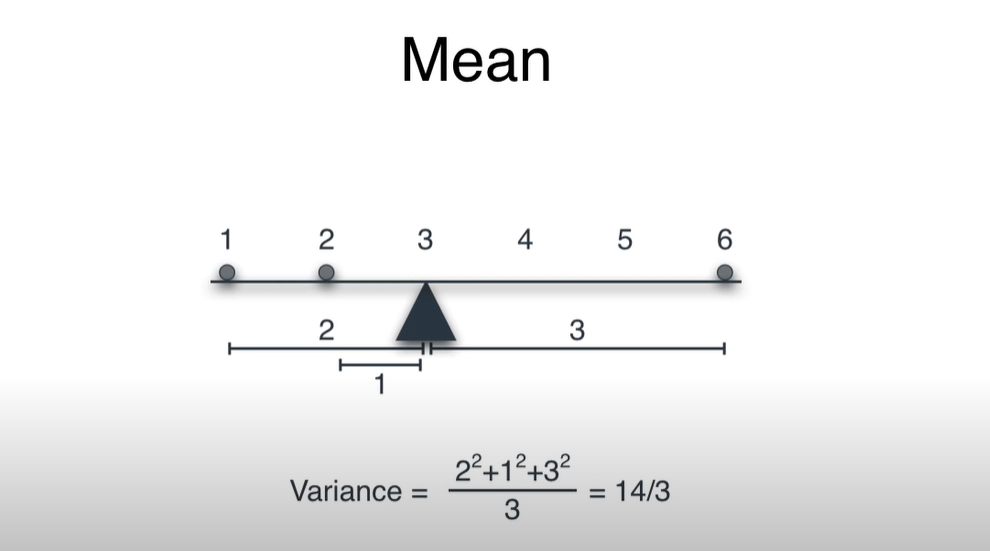 Mean
1 2 3 4 5 6
2 3
1
Variance = 2²+1²+3² / 3 = 14/3